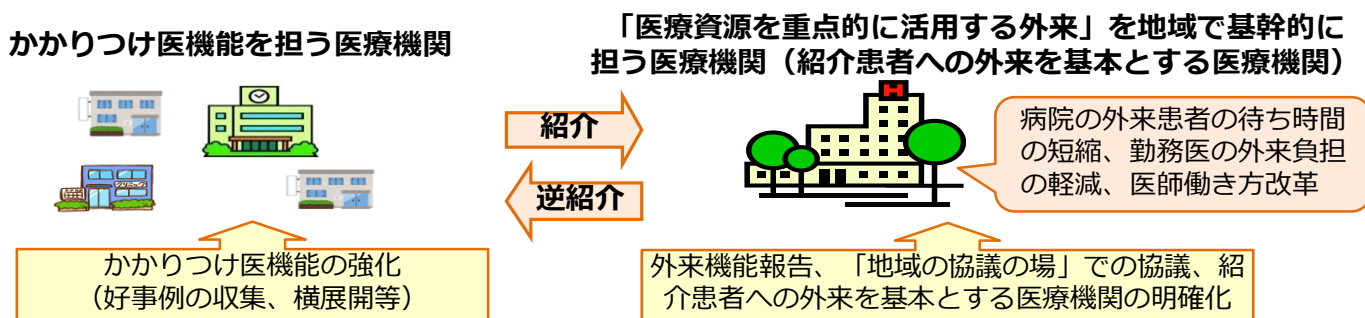 かかりつけ医機能を担う医療機関
「医療資源を重点的に活用する外来」を地域で基幹的に
担う医療機関（紹介患者への外来を基本とする医療機関）
紹介
逆紹介
H
病院の外来患者の待ち時間
の短縮、勤務医の外来負担
の軽減、医師働き方改革
かかりつけ医機能の強化
（好事例の収集、横展開等）
外来機能報告、「地域の協議の場」での協議、紹
介患者への外来を基本とする医療機関の明確化